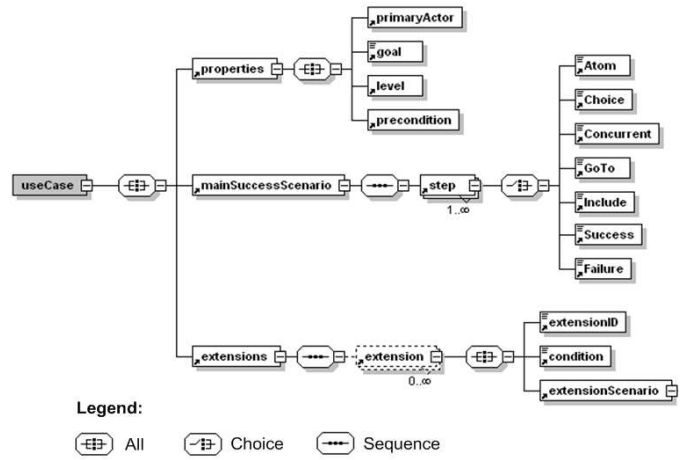 primaryActor
goal
properties
level
precondition
Atom
Choice
Concurrent
useCase
mainSuccessScenario
step
GoTo
1..∞
Include
Success
Failure
extensionID
extensions
extension
condition
0..∞
extensionScenario
Legend:
All
Choice
Sequence